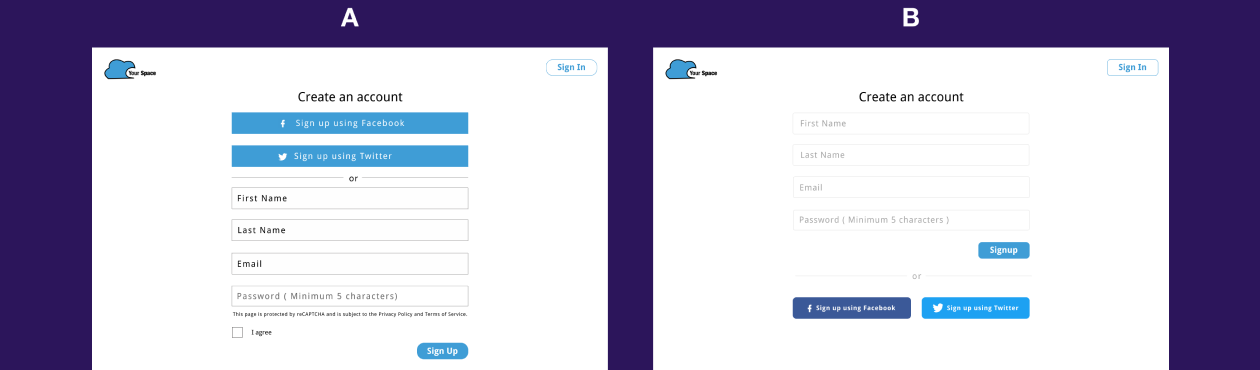 A
Your Space
Sign In
Create an account
Sign up using Facebook
Sign up using Twitter
or
First Name
Last Name
Email
Password ( Minimum 5 characters)
This page is protected by reCAPTCHA and is subject to the Privacy Policy and Terms of Service.
I agree
Sign Up
B
Your Space
Sign In
Create an account
First Name
Last Name
Email
Password ( Minimum 5 characters )
Signup
or
Sign up using Facebook
Sign up using Twitter